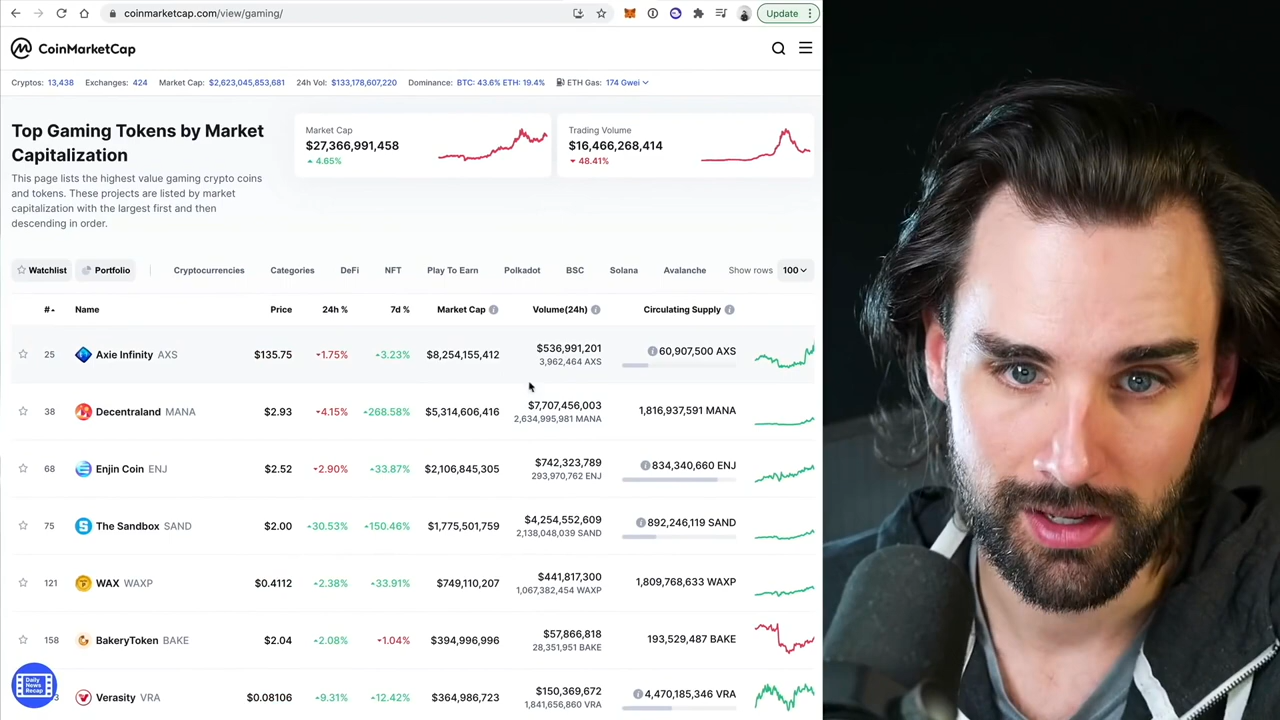 coinmarketcap.com/view/gaming/
Update
CoinMarketCap
Cryptos: 13,438 Exchanges: 424 Market Cap: $2,623,045,853,681 24h Vol: $133,178,607,220 Dominance: BTC: 43.6% ETH: 19.4% ETH Gas: 174 Gwei
Top Gaming Tokens by Market
Capitalization
This page lists the highest value gaming crypto coins
and tokens. These projects are listed by market
capitalization with the largest first and then
descending in order.
Market Cap
$27,366,991,458
4.65%
Trading Volume
$16,466,268,414
48.41%
Watchlist Portfolio Cryptocurrencies Categories DeFi NFT Play To Earn Polkadot BSC Solana Avalanche Show rows 100
# Name Price 24h % 7d % Market Cap Volume(24h) Circulating Supply
25 Axie Infinity AXS $135.75 1.75% 3.23% $8,254,155,412 $536,991,201 60,907,500 AXS
3,962,464 AXS
38 Decentraland MANA $2.93 4.15% 268.58% $5,314,606,416 $7,707,456,003 1,816,937,591 MANA
2,634,995,981 MANA
68 Enjin Coin ENJ $2.52 2.90% 33.87% $2,106,845,305 $742,323,789 834,340,660 ENJ
293,970,762 ENJ
75 The Sandbox SAND $2.00 30.53% 150.46% $1,775,501,759 $4,254,552,609 892,246,119 SAND
2,138,048,039 SAND
121 WAX WAXP $0.4112 2.38% 33.91% $749,110,207 $441,817,300 1,809,768,633 WAXP
1,067,382,454 WAXP
158 BakeryToken BAKE $2.04 2.08% 1.04% $394,996,996 $57,866,818 193,529,487 BAKE
28,351,951 BAKE
Verasity VRA $0.08106 9.31% 12.42% $364,986,723 $150,369,672 4,470,185,346 VRA
1,841,656,860 VRA
Daily
News
Recap